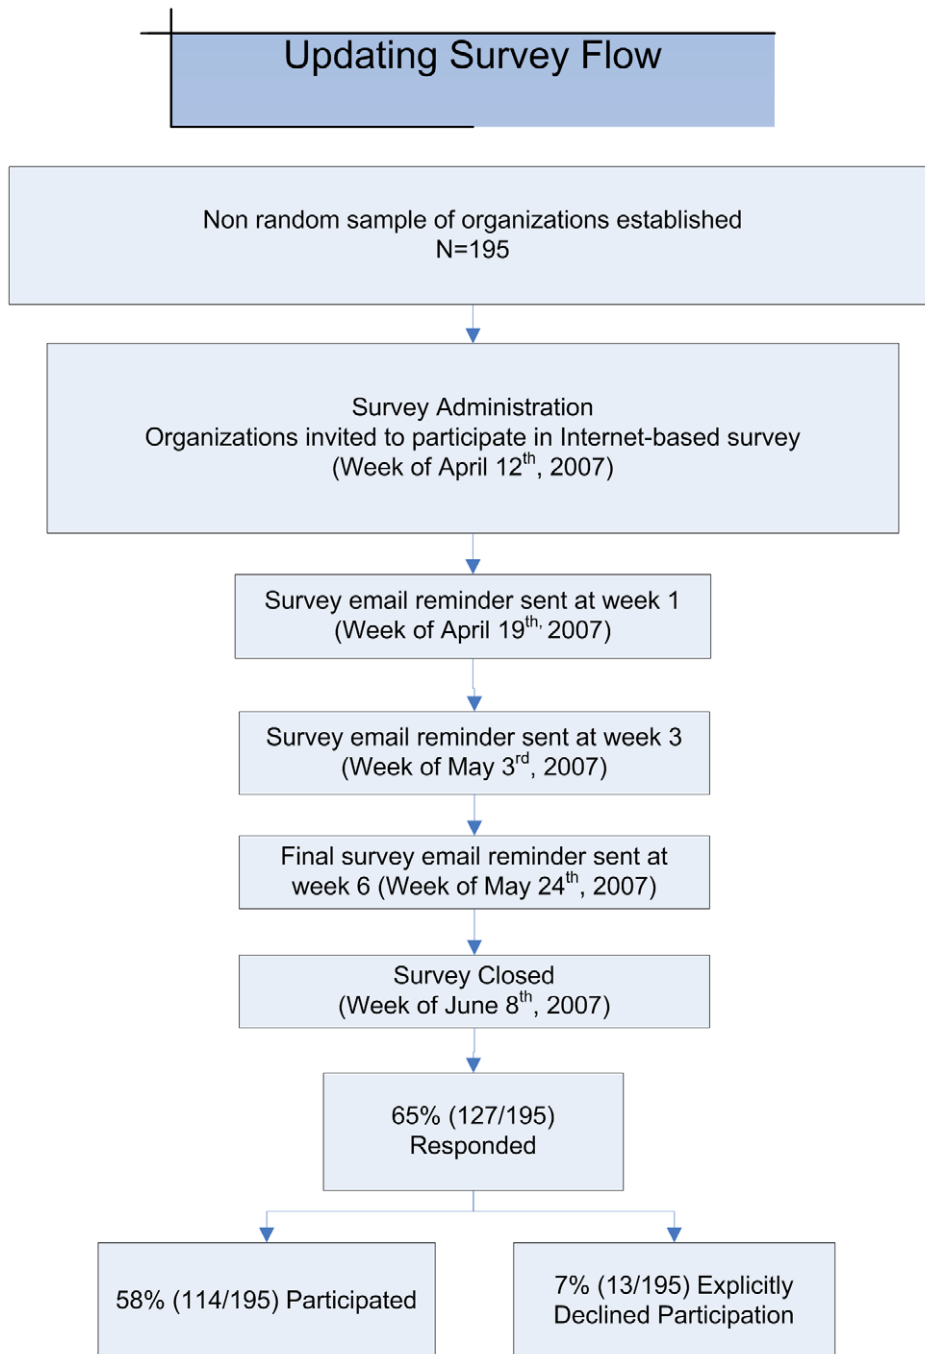 Updating Survey Flow
Non random sample of organizations established
N=195
Survey Administration
Organizations invited to participate in Internet-based survey
(Week of April 12th, 2007)
Survey email reminder sent at week 1
(Week of April 19th, 2007)
Survey email reminder sent at week 3
(Week of May 3rd, 2007)
Final survey email reminder sent at
week 6 (Week of May 24th, 2007)
Survey Closed
(Week of June 8th, 2007)
65% (127/195)
Responded
58% (114/195) Participated
7% (13/195) Explicitly
Declined Participation